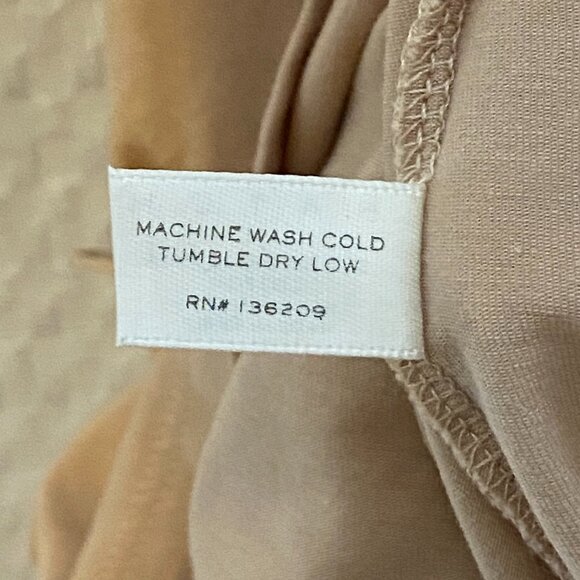 MACHINE WASH COLD
TUMBLE DRY LOW
RN# 136209